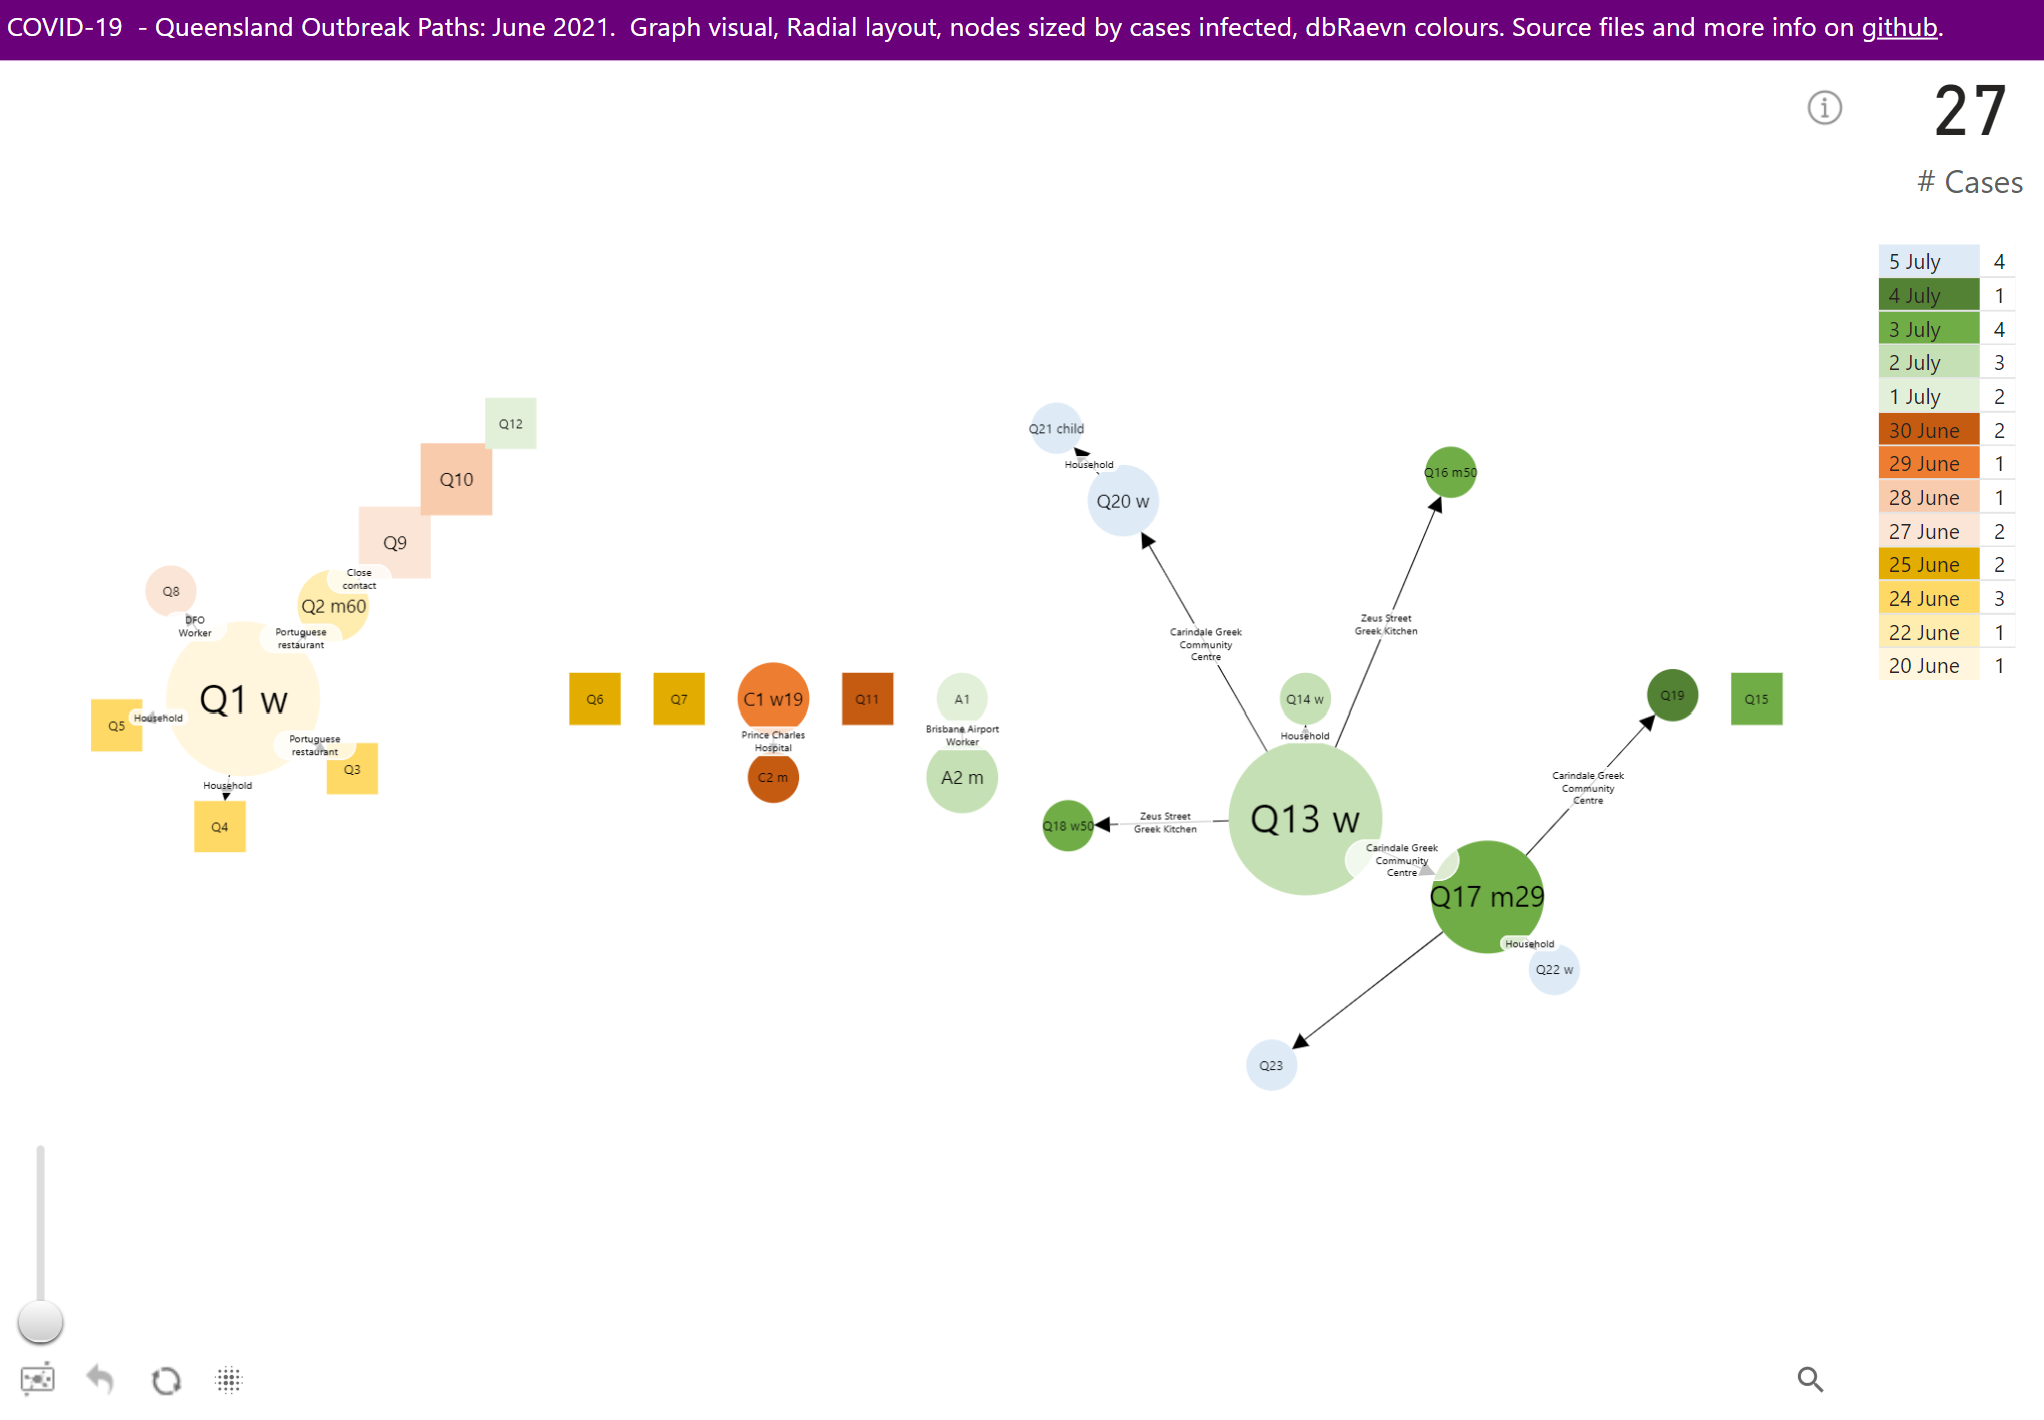 COVID-19  - Queensland Outbreak Paths: June 2021.  Graph visual, Radial layout, nodes sized by cases infected, dbRaevn colours. Source files and more info on github.
27
# Cases
5 July 4
4 July 1
3 July 4
2 July 3
1 July 2
30 June 2
29 June 1
28 June 1
27 June 2
25 June 2
24 June 3
22 June 1
20 June 1
Q12
Q10
Q9
Close
contact
Q8
Q2 m60
DFO
Worker
Portuguese
restaurant
Q1 w
Q5
Household
Portuguese
restaurant
Q3
Household
Q4
Q6
Q7
C1 w19
Prince Charles
Hospital
C2 m
Q11
A1
Brisbane Airport
Worker
A2 m
Q21 child
Household
Q20 w
Carindale Greek
Community
Centre
Q16 m50
Zeus Street
Greek Kitchen
Q14 w
Household
Q13 w
Q18 w50
Zeus Street
Greek Kitchen
Carindale Greek
Community
Centre
Q17 m29
Q19
Carindale Greek
Community
Centre
Household
Q22 w
Q23
Q15